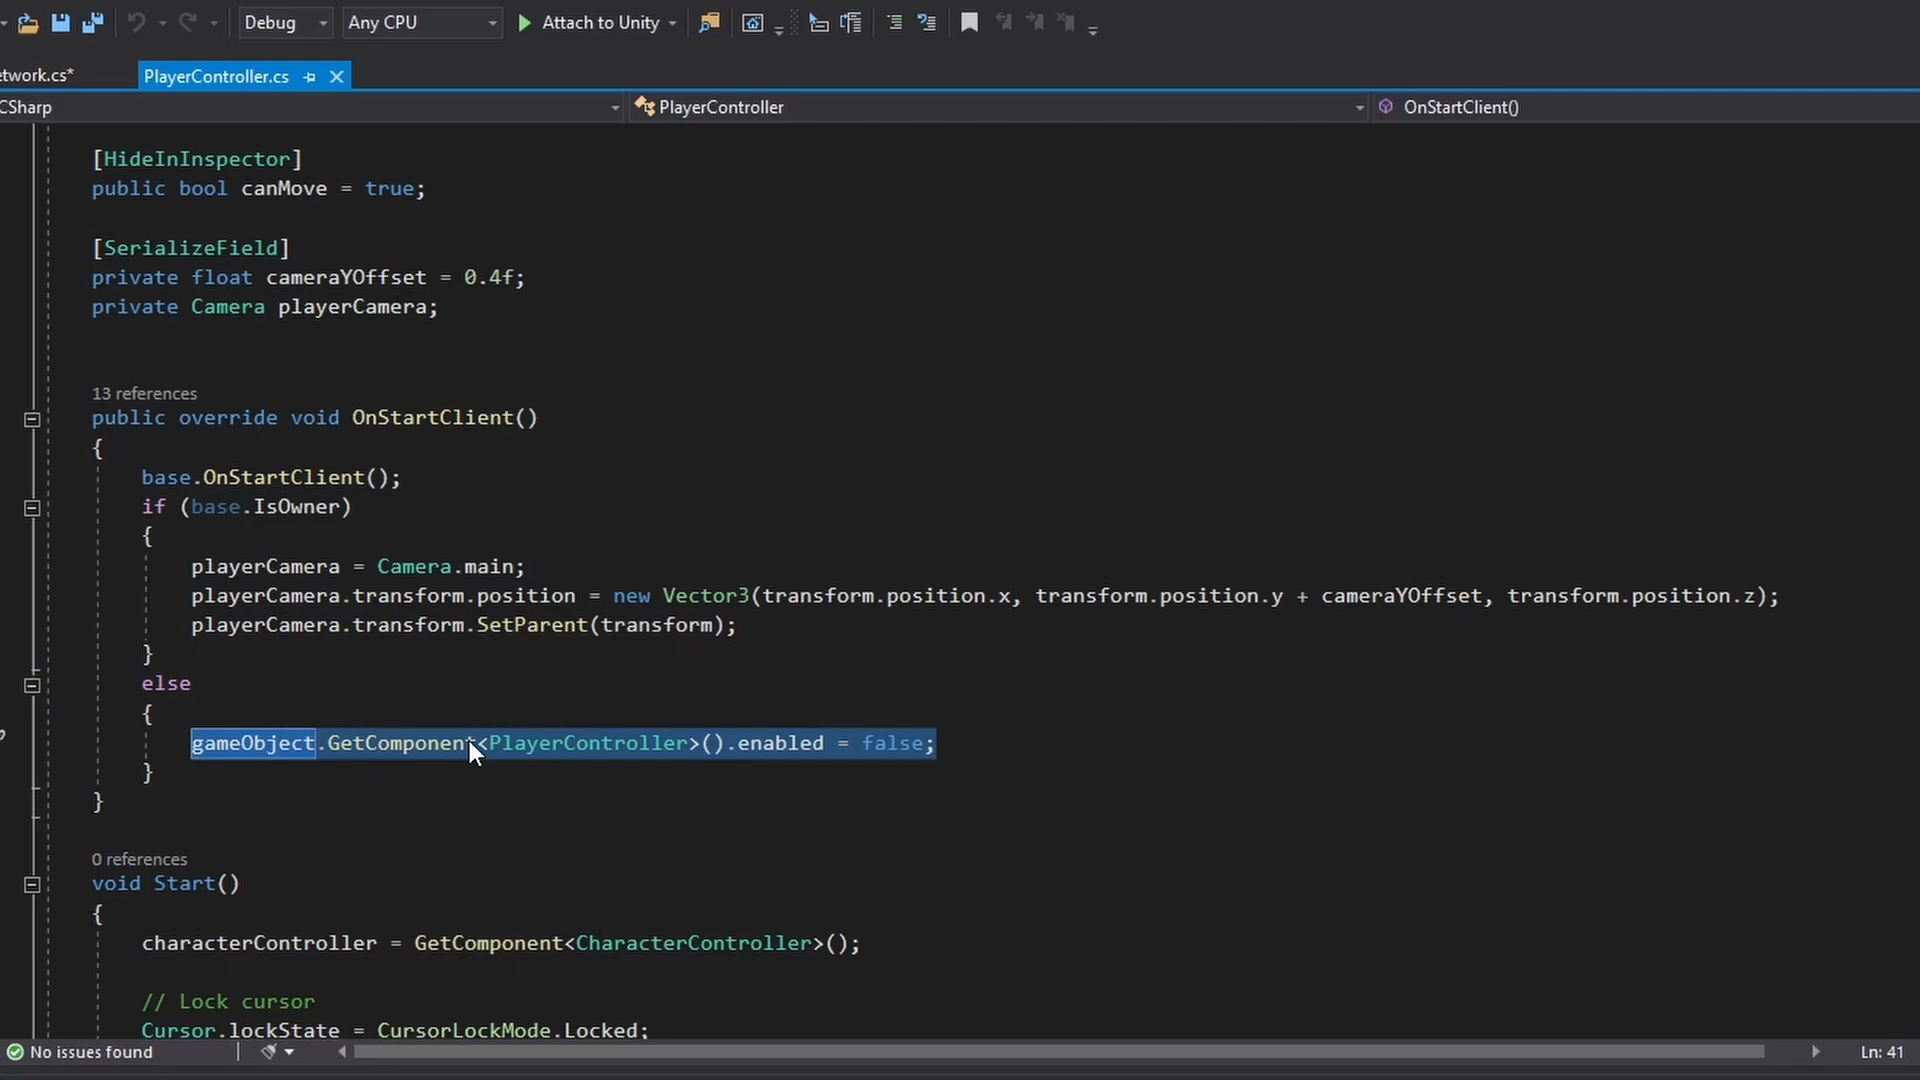 Debug Any CPU Attach to Unity
etwork.cs* PlayerController.cs
CSharp PlayerController OnStartClient()
[HideInInspector]
public bool canMove = true;
[SerializeField]
private float cameraYOffset = 0.4f;
private Camera playerCamera;
13 references
public override void OnStartClient()
{
base.OnStartClient();
if (base.IsOwner)
{
playerCamera = Camera.main;
playerCamera.transform.position = new Vector3(transform.position.x, transform.position.y + cameraYOffset, transform.position.z);
playerCamera.transform.SetParent(transform);
}
else
{
gameObject.GetComponent<PlayerController>().enabled = false;
}
}
0 references
void Start()
{
characterController = GetComponent<CharacterController>();
// Lock cursor
Cursor.lockState = CursorLockMode.Locked;
No issues found Ln: 41